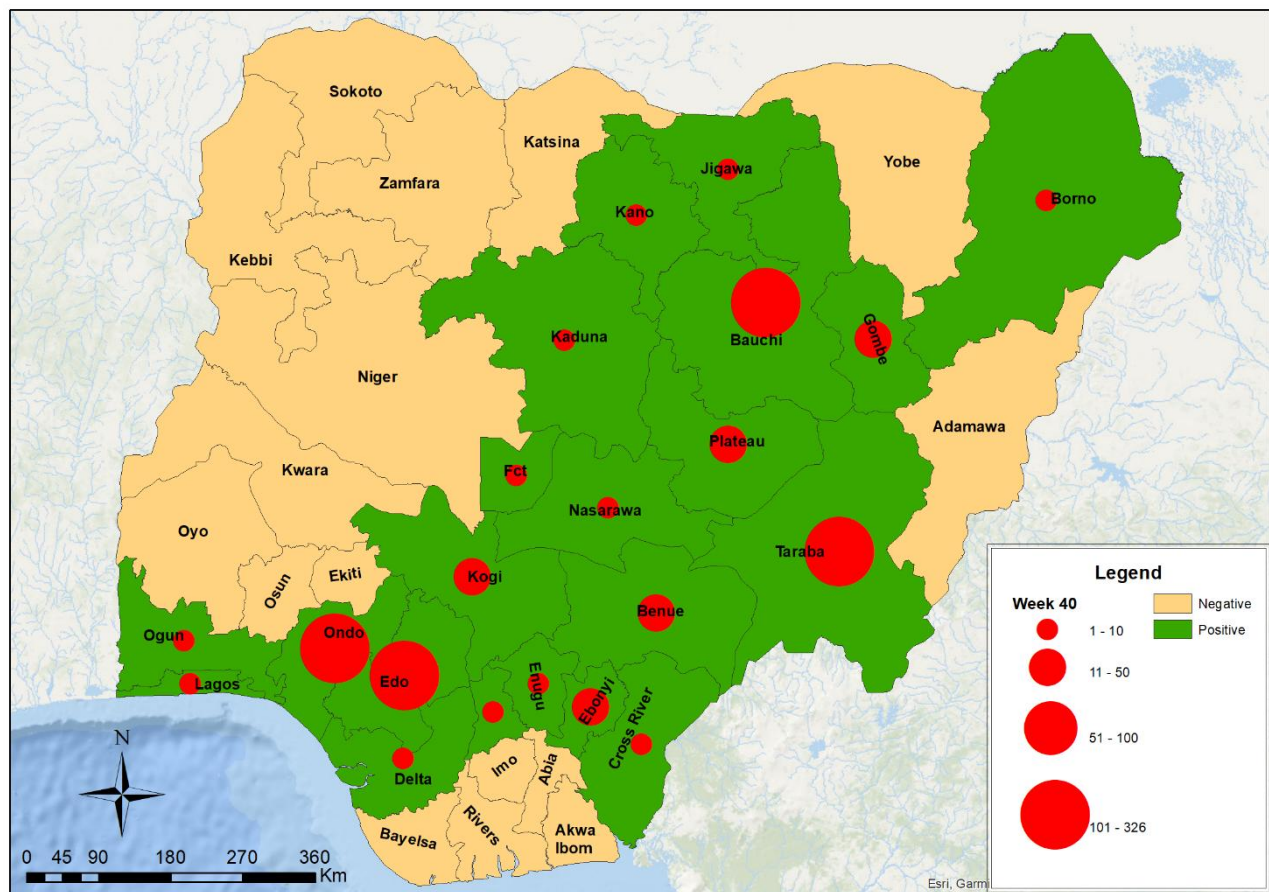 Sokoto
Katsina
Yobe
Jigawa
Zamfara
Borno
Kano
Kebbi
Kaduna
Bauchi
Gombe
Niger
Adamawa
Plateau
Kwara
Fct
Nasarawa
Oyo
Taraba
Osun
Ekiti
Kogi
Benue
Ogun
Ondo
Edo
Lagos
Enugu
Ebonyi
Cross River
Delta
Imo
Abia
Bayelsa
Rivers
Akwa
Ibom
N
0 45 90 180 270 360
Km
Legend
Week 40
1 - 10
11 - 50
51 - 100
101 - 326
Negative
Positive
Esri, Garmi